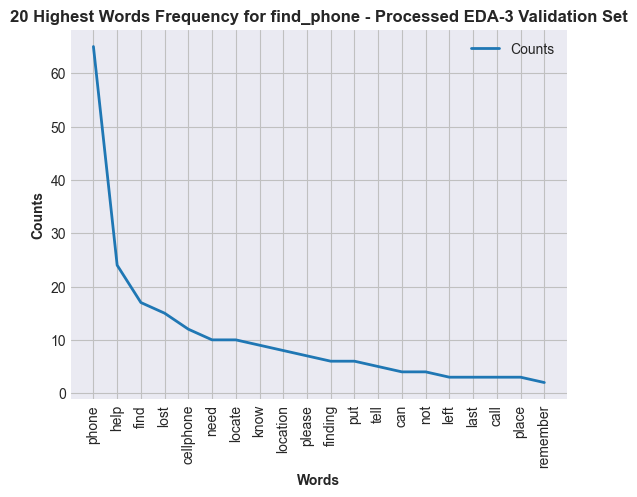 20 Highest Words Frequency for find_phone - Processed EDA-3 Validation Set
Counts
60
50
40
30
20
10
0
Counts
phone
help
find
lost
cellphone
need
locate
know
location
please
finding
put
tell
can
not
left
last
call
place
remember
Words